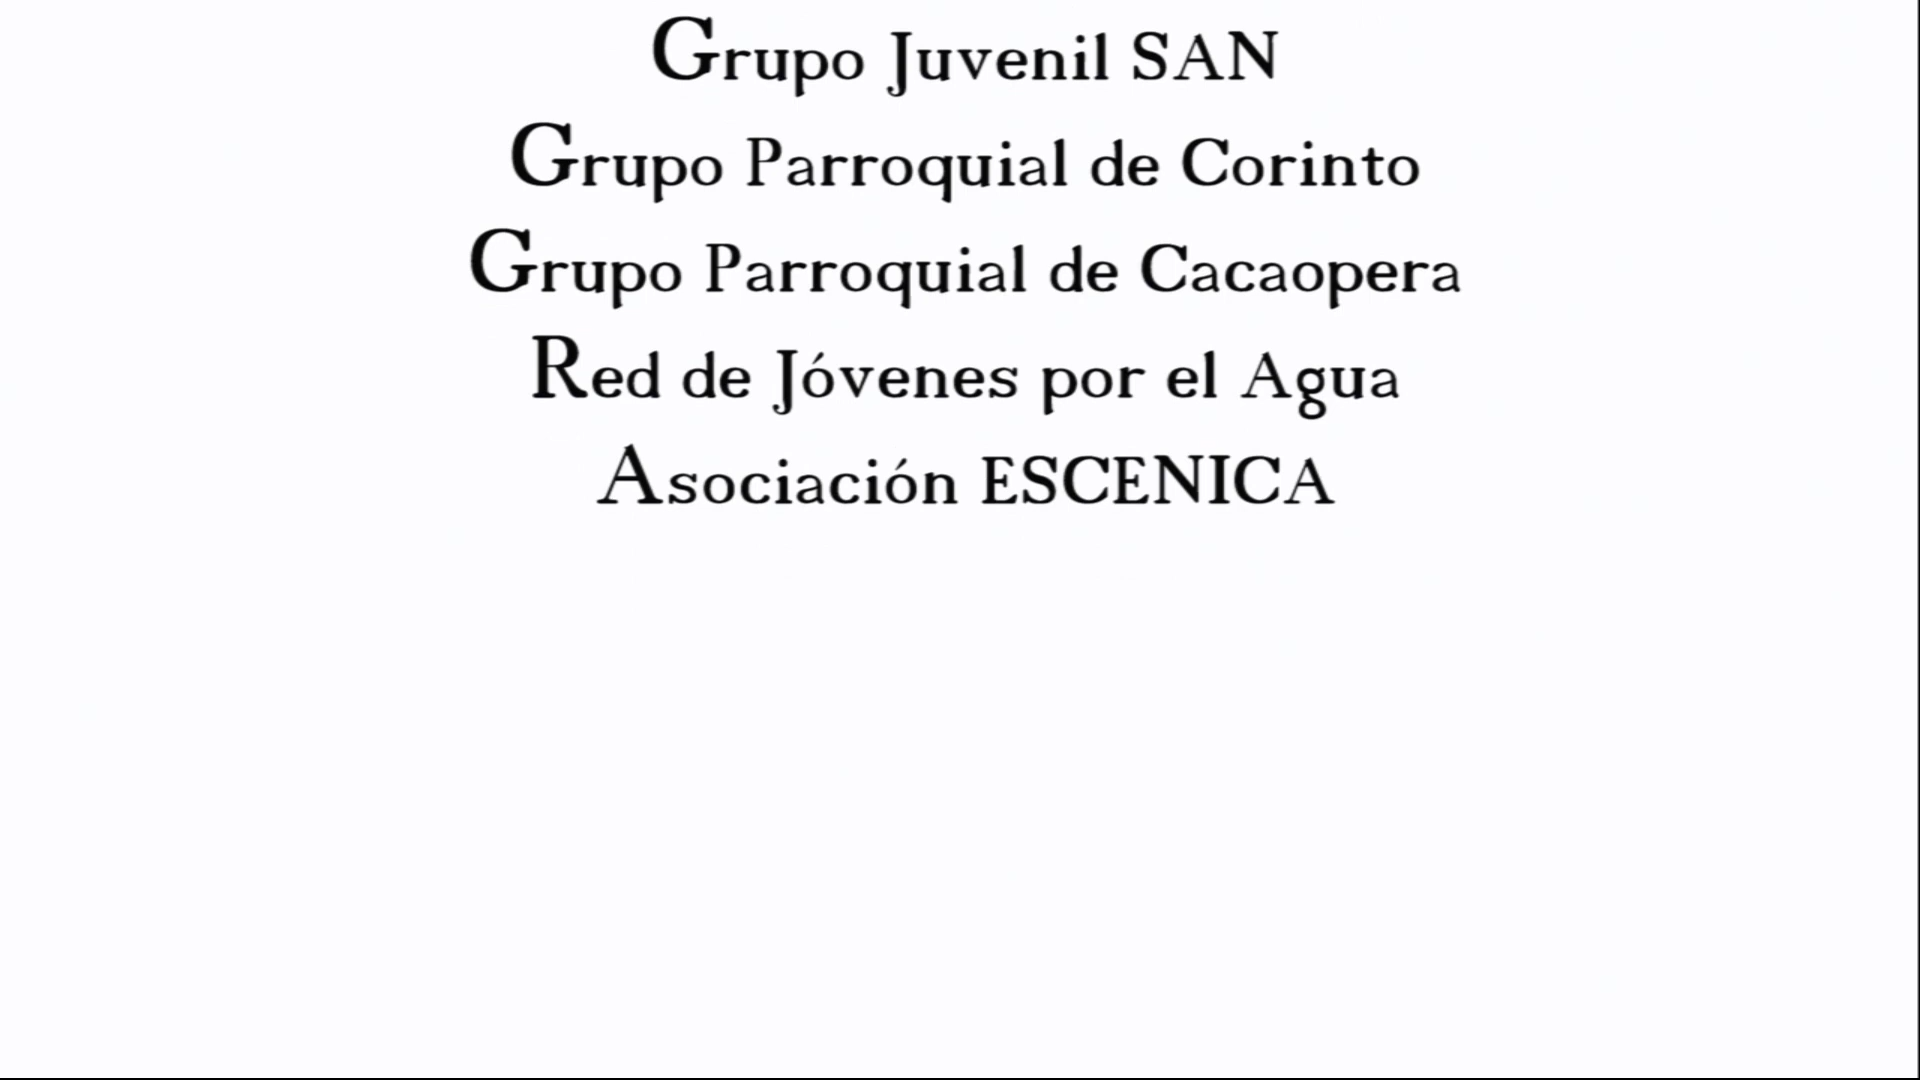 Grupo Juvenil SAN
Grupo Parroquial de Corinto
Grupo Parroquial de Cacaopera
Red de Jóvenes por el Agua
Asociación ESCENICA